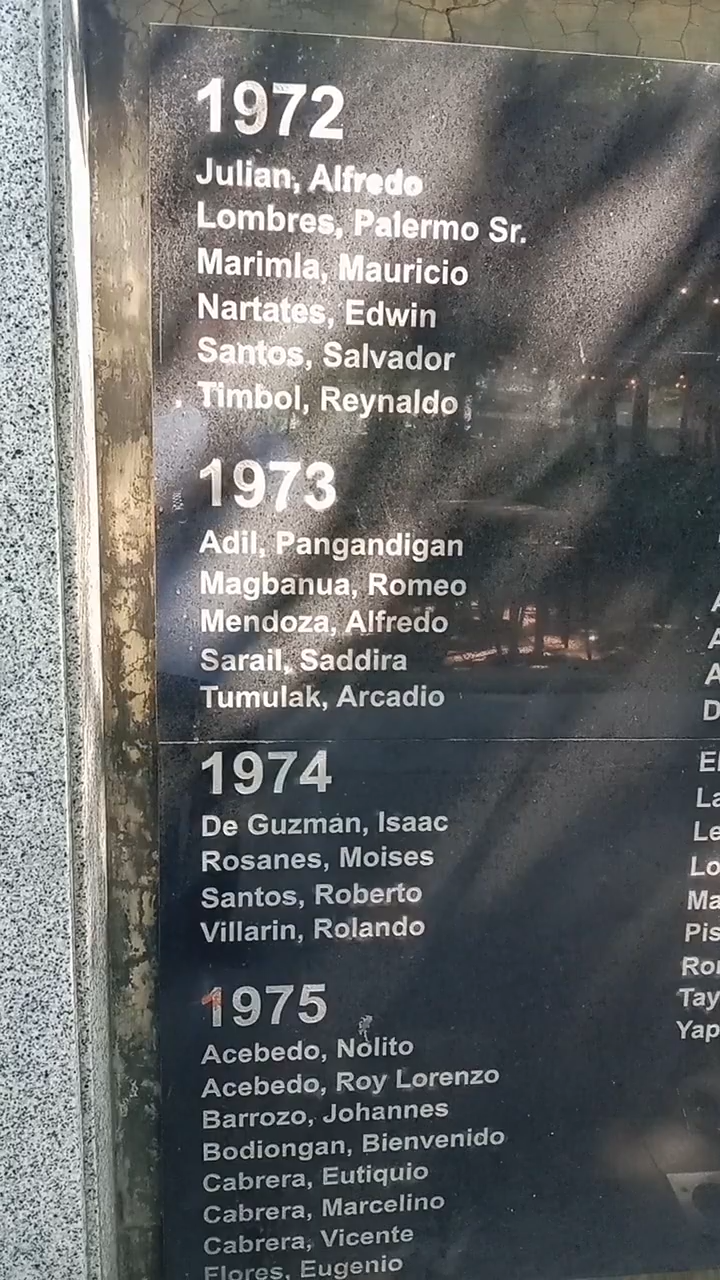 1972
Julian, Alfredo
Lombres, Palermo Sr.
Marimla, Mauricio
Nartates, Edwin
Santos, Salvador
Timbol, Reynaldo
1973
Adil, Pangandigan
Magbanua, Romeo
Mendoza, Alfredo
Sarail, Saddira
Tumulak, Arcadio
1974
De Guzman, Isaac
Rosanes, Moises
Santos, Roberto
Villarin, Rolando
1975
Acebedo, Nolito
Acebedo, Roy Lorenzo
Barrozo, Johannes
Bodiongan, Bienvenido
Cabrera, Eutiquio
Cabrera, Marcelino
Cabrera, Vicente
Flores, Eugenio